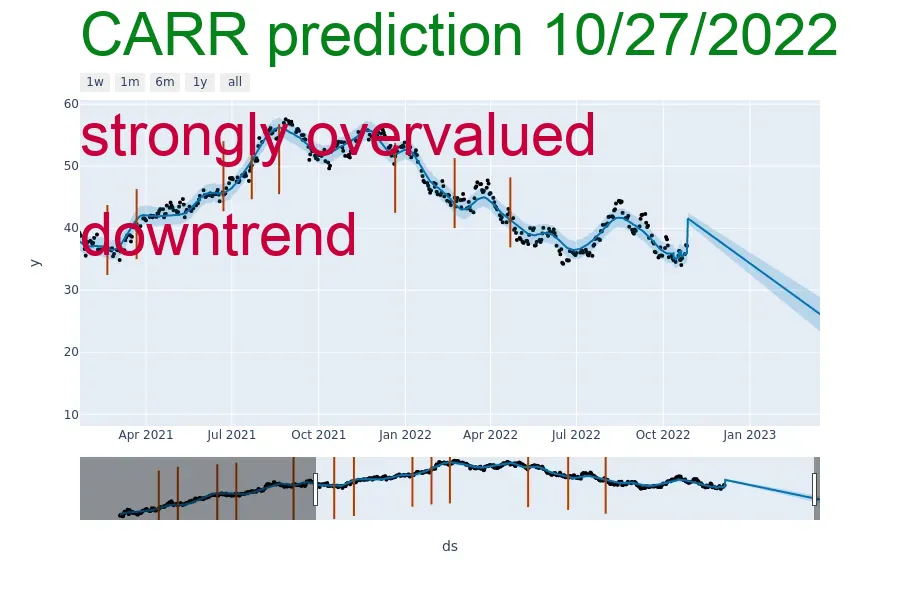 CARR prediction 10/27/2022
1w 1m 6m 1y all
60
strongly overvalued
50
downtrend
40
y
30
20
10
Apr 2021 Jul 2021 Oct 2021 Jan 2022 Apr 2022 Jul 2022 Oct 2022 Jan 2023
ds